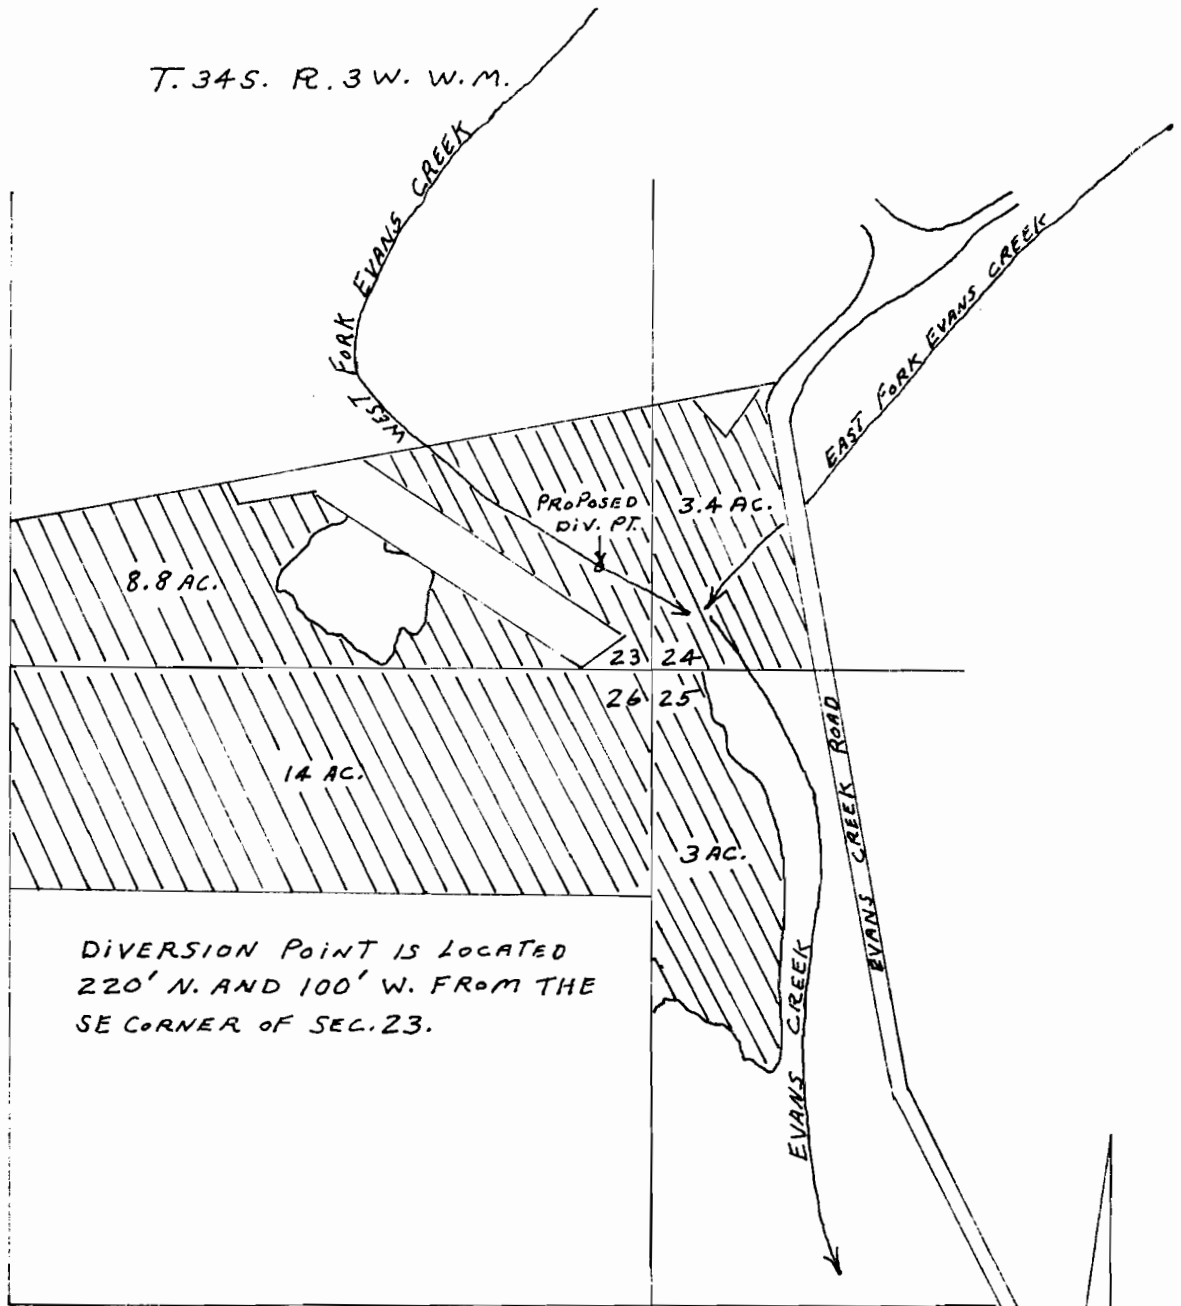 T. 34S. R. 3W. W.M.
WEST FORK EVANS CREEK
EAST FORK EVANS CREEK
PROPOSED
DIV. PT.
3.4 AC.
8.8 AC.
23 24
26 25
14 AC.
3 AC.
EVANS CREEK ROAD
EVANS CREEK
DIVERSION POINT IS LOCATED
220' N. AND 100' W. FROM THE
SE CORNER OF SEC. 23.